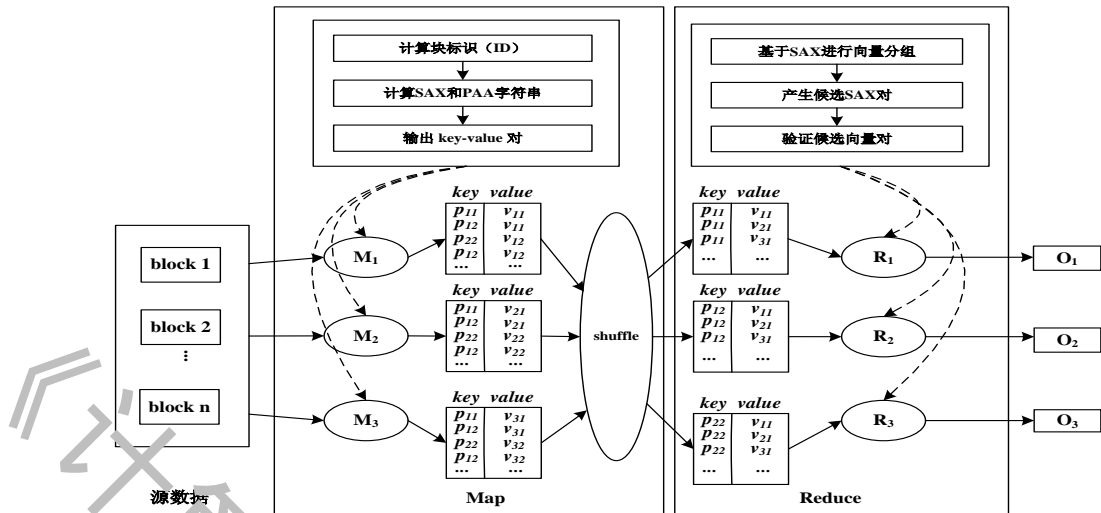 计算块标识（ID）
计算SAX和PAA字符串
输出 key-value 对
基于SAX进行向量分组
产生候选SAX对
验证候选向量对
block 1
block 2
⋮
block n
源数据
M1
M2
M3
key value
p11 v11
p12 v11
p22 v12
p12 v12
... ...
p11 v21
p12 v21
p22 v22
p12 v22
... ...
key value
p11 v31
p12 v31
p22 v32
p12 v32
... ...
Map
shuffle
key value
p11 v11
p11 v21
p11 v31
... ...
key value
p12 v11
p12 v21
p12 v31
... ...
key value
p22 v11
p22 v21
p22 v31
... ...
R1
R2
R3
Reduce
O1
O2
O3
《计